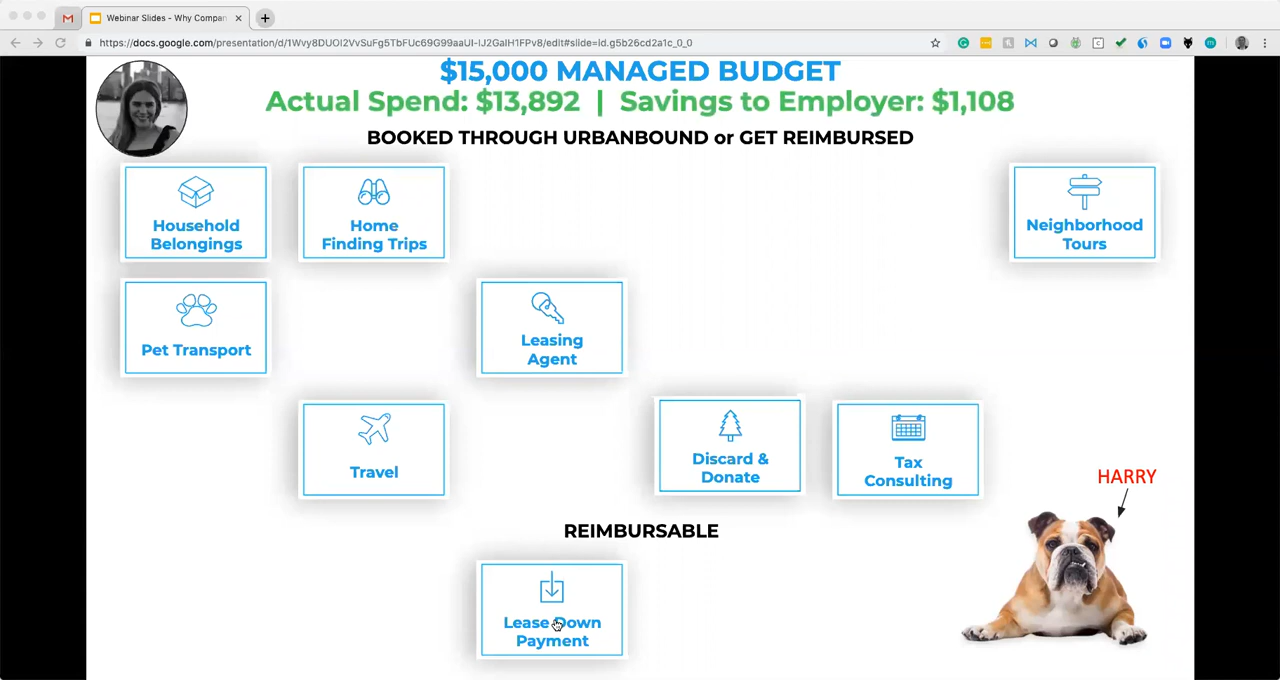 Webinar Slides - Why Compan
https://docs.google.com/presentation/d/1Wvy8DUOI2VvSuFg5TbFUc69G99aaUI-IJ2GaIH1FPv8/edit#slide=id.g5b26cd2a1c_0_0
$15,000 MANAGED BUDGET
Actual Spend: $13,892 | Savings to Employer: $1,108
BOOKED THROUGH URBANBOUND or GET REIMBURSED
Household
Belongings
Home
Finding Trips
Neighborhood
Tours
Pet Transport
Leasing
Agent
Travel
Discard &
Donate
Tax
Consulting
HARRY
REIMBURSABLE
Lease Down
Payment